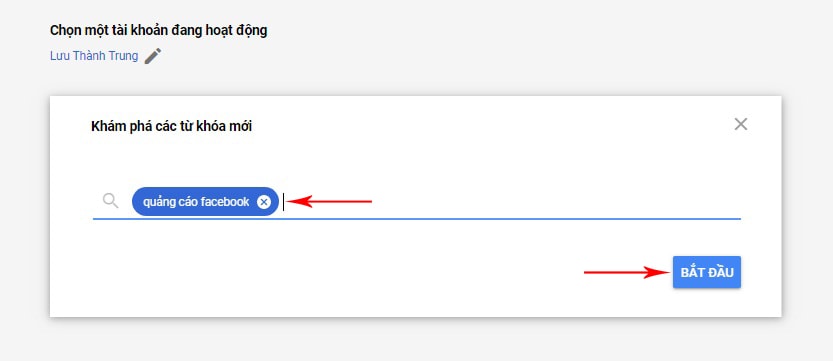 Chọn một tài khoản đang hoạt động
Lưu Thành Trung
Khám phá các từ khóa mới
quảng cáo facebook
BẮT ĐẦU